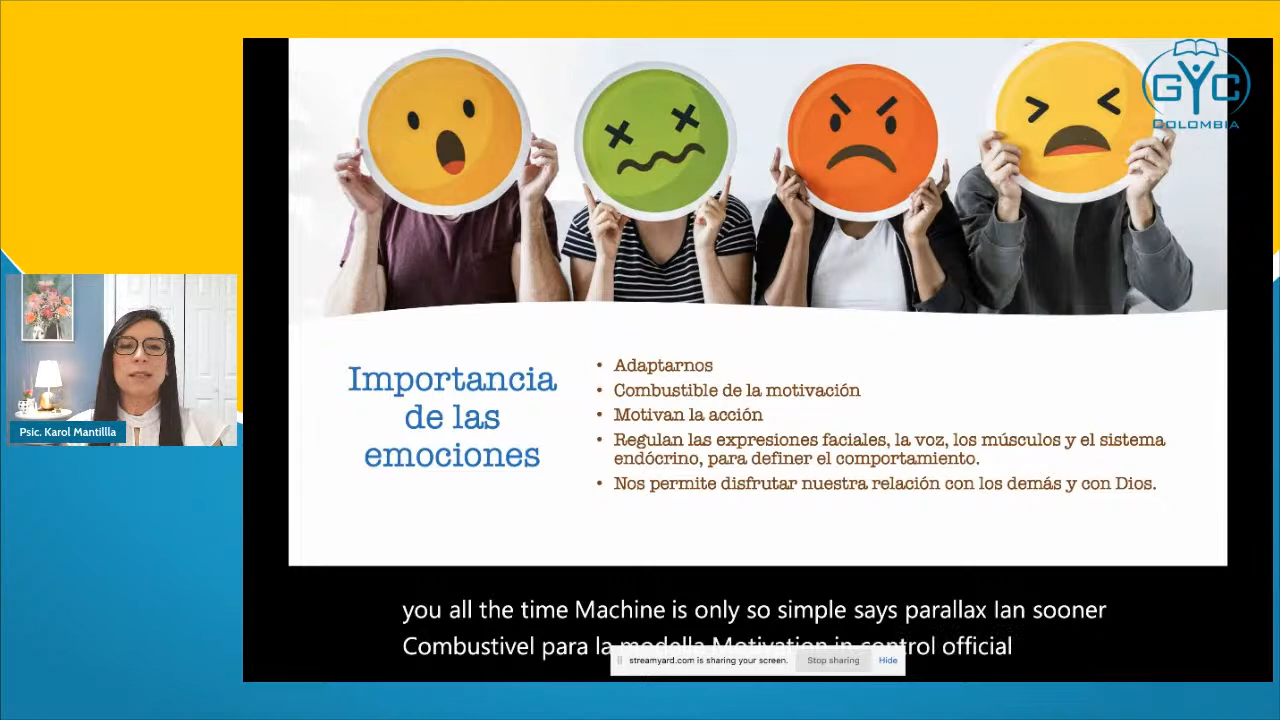 GYC
COLOMBIA
Importancia
de las
emociones
• Adaptarnos
• Combustible de la motivación
• Motivan la acción
• Regulan las expresiones faciales, la voz, los músculos y el sistema
endócrino, para definer el comportamiento.
• Nos permite disfrutar nuestra relación con los demás y con Dios.
Psic. Karol Mantillla
you all the time Machine is only so simple says parallax Ian sooner
Combustivel para la modella Motivation in control official
streamyard.com is sharing your screen.
Stop sharing
Hide